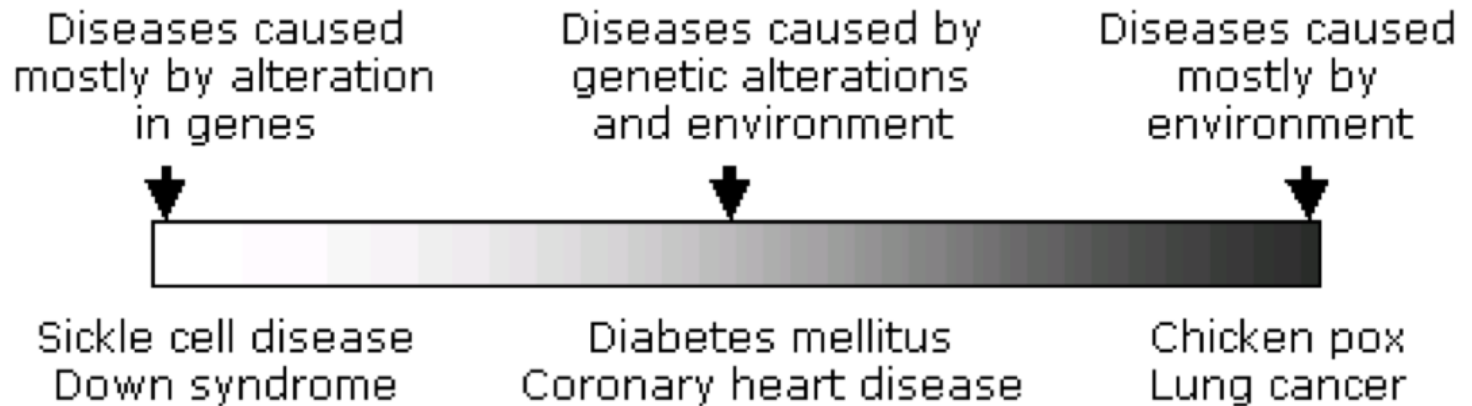 Diseases caused
mostly by alteration
in genes
Diseases caused by
genetic alterations
and environment
Diseases caused
mostly by
environment
Sickle cell disease
Down syndrome
Diabetes mellitus
Coronary heart disease
Chicken pox
Lung cancer